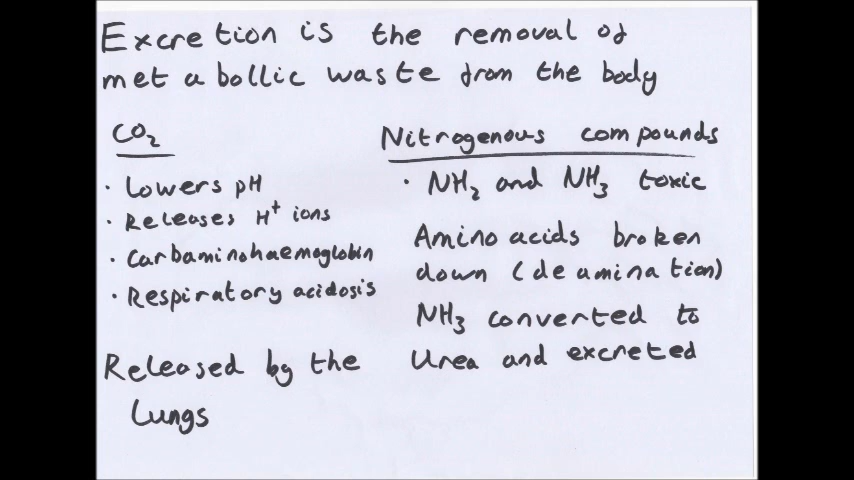 Excretion is the removal of
metabollic waste from the body
CO₂
• Lowers pH
• Releases H⁺ ions
• Carbaminohaemoglobin
• Respiratory acidosis
Released by the
Lungs
Nitrogenous compounds
• NH₂ and NH₃ toxic
Amino acids broken
down (deamination)
NH₃ converted to
Urea and excreted